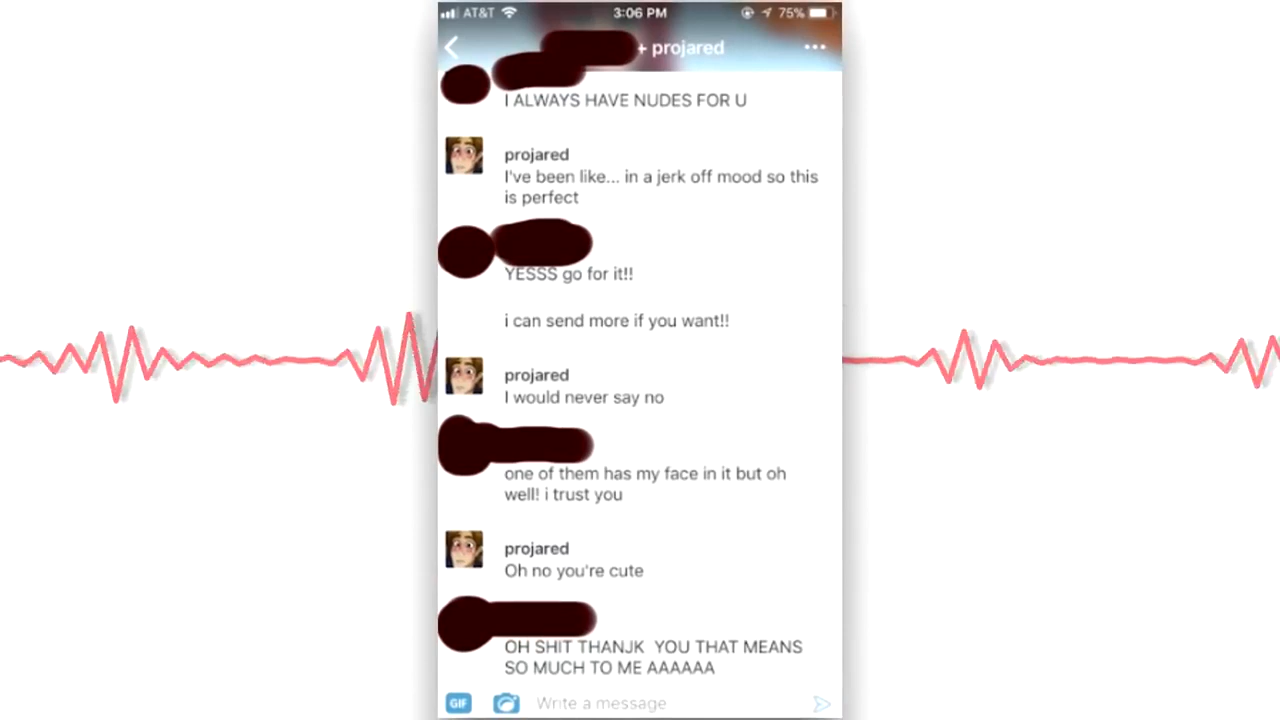 AT&T 3:06 PM 75%
+ projared
I ALWAYS HAVE NUDES FOR U
projared
I've been like... in a jerk off mood so this
is perfect
YESSS go for it!!
i can send more if you want!!
projared
I would never say no
one of them has my face in it but oh
well! i trust you
projared
Oh no you're cute
OH SHIT THANJK YOU THAT MEANS
SO MUCH TO ME AAAAAA
GIF Write a message